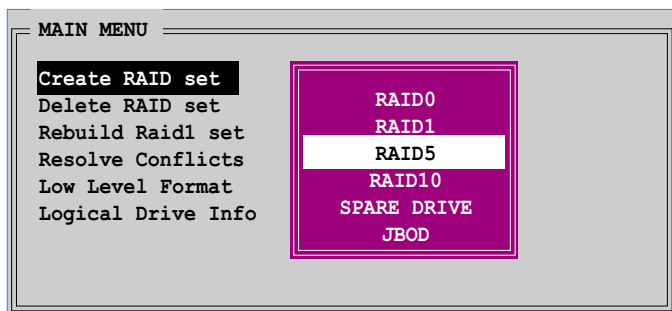 MAIN MENU
Create RAID set
Delete RAID set
Rebuild Raid1 set
Resolve Conflicts
Low Level Format
Logical Drive Info
RAID0
RAID1
RAID5
RAID10
SPARE DRIVE
JBOD